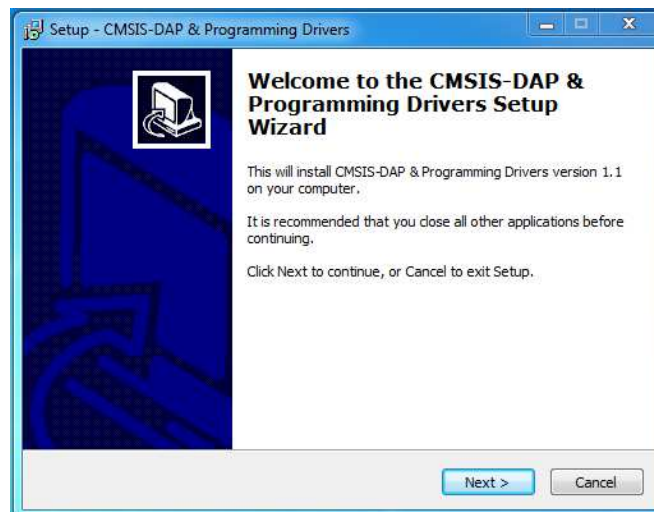 Setup - CMSIS-DAP & Programming Drivers
Welcome to the CMSIS-DAP &
Programming Drivers Setup
Wizard
This will install CMSIS-DAP & Programming Drivers version 1.1
on your computer.
It is recommended that you close all other applications before
continuing.
Click Next to continue, or Cancel to exit Setup.
Next >
Cancel